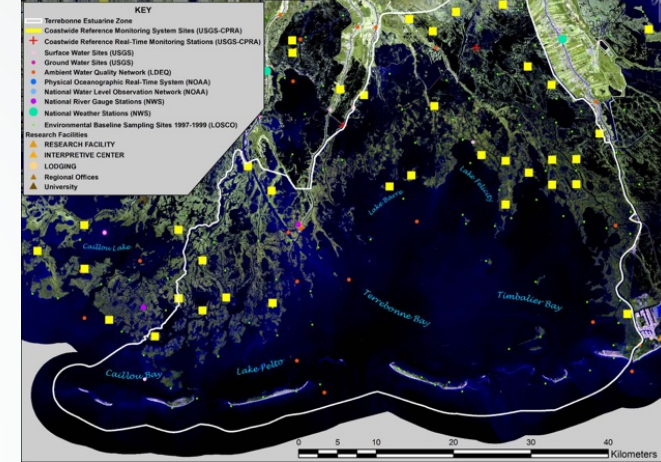 KEY
Terrebonne Estuarine Zone
Coastwide Reference Monitoring System Sites (USGS-CPRA)
Coastwide Reference Real-Time Monitoring Stations (USGS-CPRA)
Surface Water Sites (USGS)
Ground Water Sites (USGS)
Ambient Water Quality Network (LDEQ)
Physical Oceanographic Real-Time System (NOAA)
National Water Level Observation Network (NOAA)
National River Gauge Stations (NWS)
National Weather Stations (NWS)
Environmental Baseline Sampling Sites 1997-1999 (LOSCO)
Research Facilities
RESEARCH FACILITY
INTERPRETIVE CENTER
LODGING
Regional Offices
University
Lake Barre
Lake Felicity
Caillou Lake
Terrebonne Bay
Timbalier Bay
Caillou Bay
Lake Pelto
0 5 10 20 30 40
Kilometers